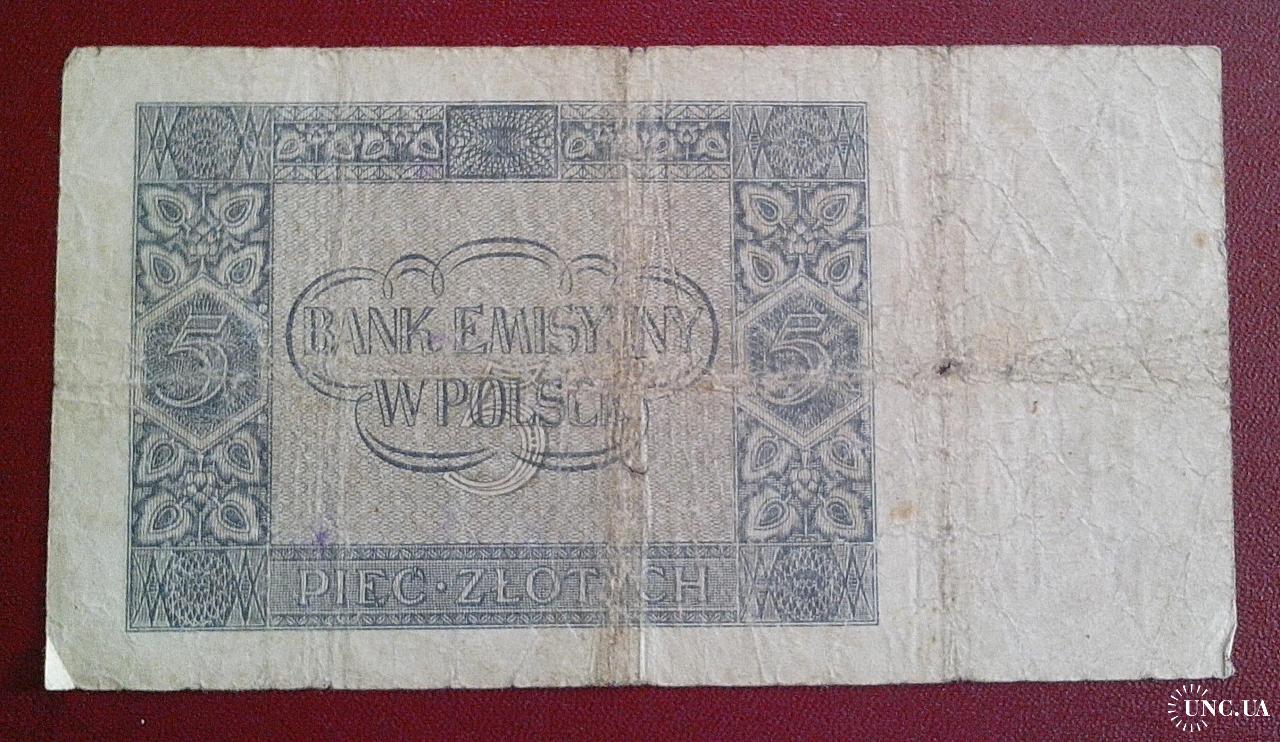 BANK EMISYJNY
W POLSCE
5 5
PIĘĆ · ZŁOTYCH
UNC.UA